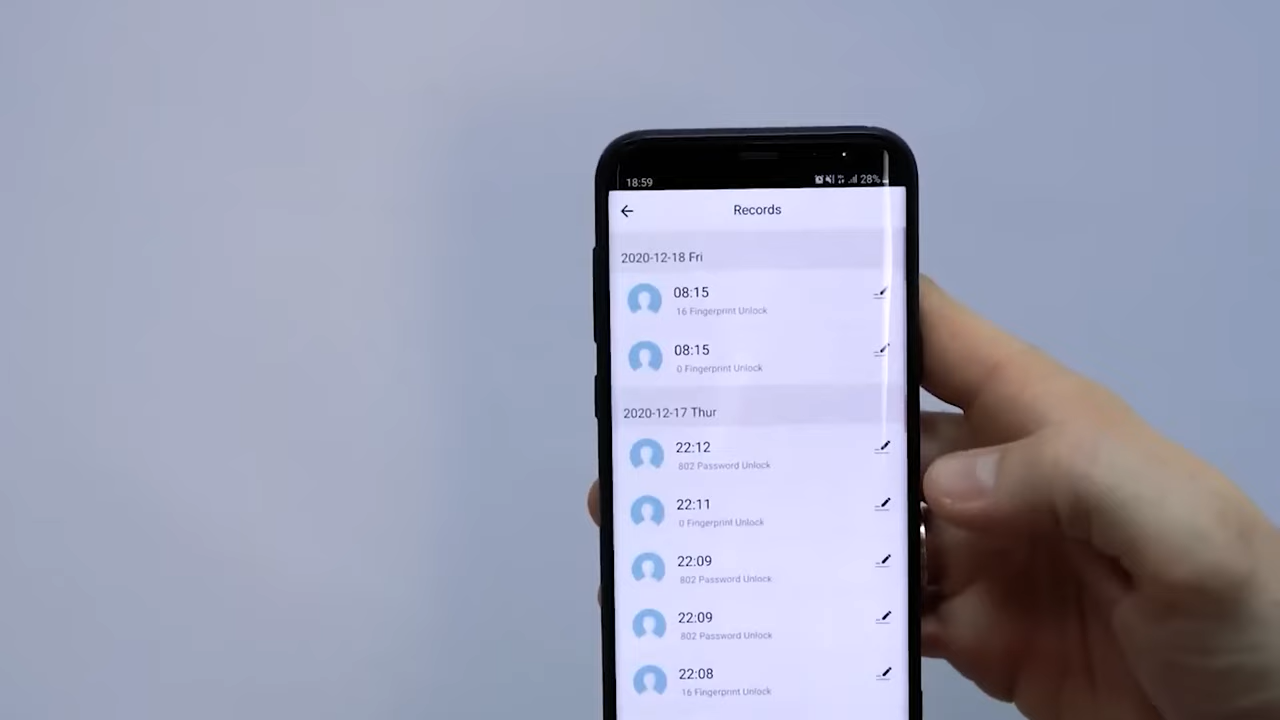 18:59 28%
Records
2020-12-18 Fri
08:15
16 Fingerprint Unlock
08:15
0 Fingerprint Unlock
2020-12-17 Thur
22:12
802 Password Unlock
22:11
0 Fingerprint Unlock
22:09
802 Password Unlock
22:09
802 Password Unlock
22:08
16 Fingerprint Unlock